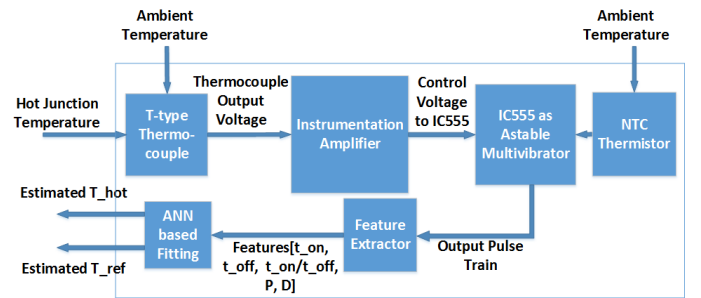 Ambient
Temperature
Ambient
Temperature
Hot Junction
Temperature
T-type
Thermo-
couple
Thermocouple
Output
Voltage
Instrumentation
Amplifier
Control
Voltage
to IC555
IC555 as
Astable
Multivibrator
NTC
Thermistor
Estimated T_hot
Estimated T_ref
ANN
based
Fitting
Features[t_on,
t_off, t_on/t_off,
P, D]
Feature
Extractor
Output Pulse
Train